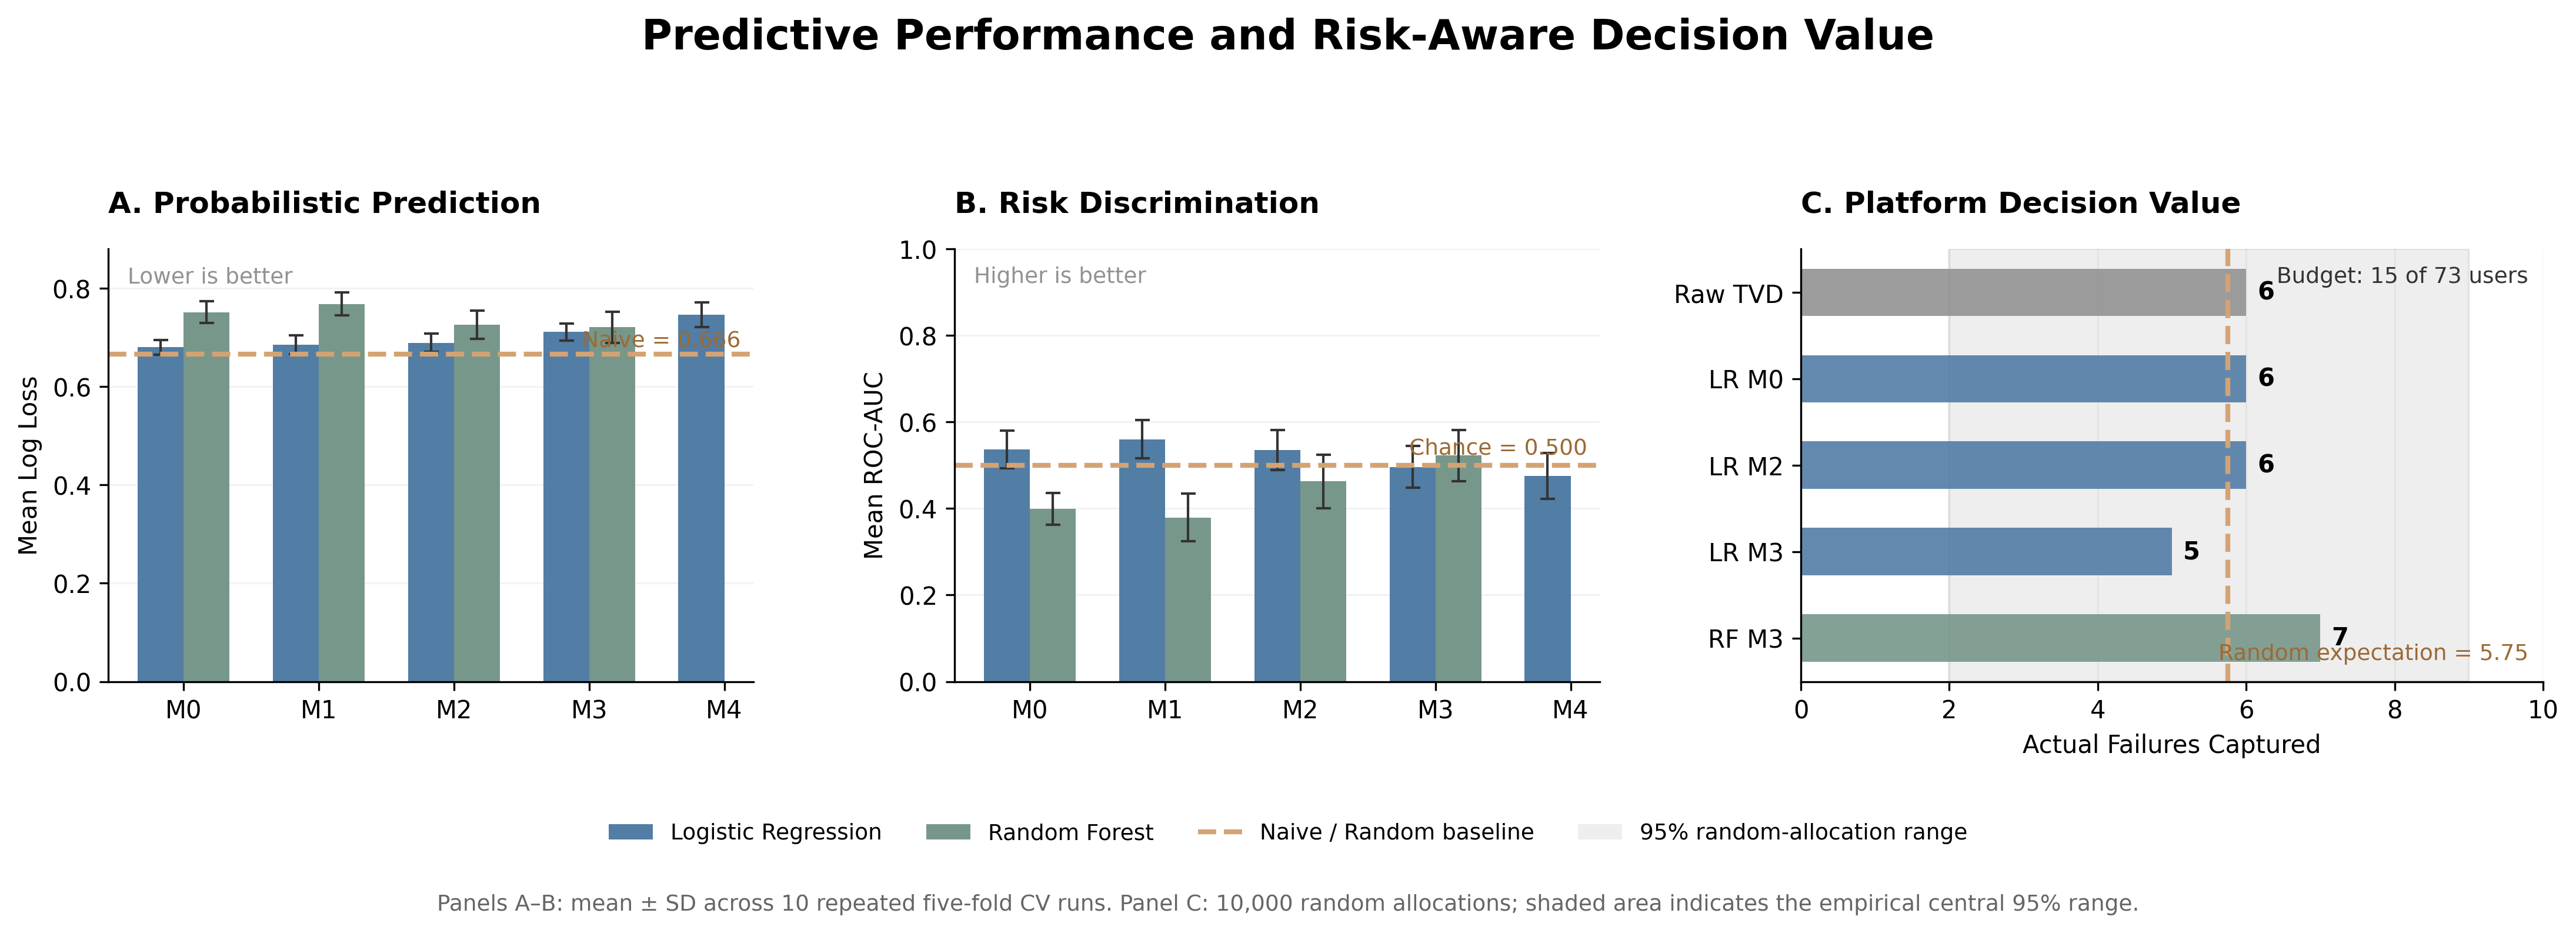 Predictive Performance and Risk-Aware Decision Value
A. Probabilistic Prediction
Lower is better
Naive = 0.666
Mean Log Loss
0.8
0.6
0.4
0.2
0.0
M0
M1
M2
M3
M4
B. Risk Discrimination
Higher is better
Chance = 0.500
Mean ROC-AUC
1.0
0.8
0.6
0.4
0.2
0.0
M0
M1
M2
M3
M4
C. Platform Decision Value
Budget: 15 of 73 users
Raw TVD
6
LR M0
6
LR M2
6
LR M3
5
RF M3
7
Random expectation = 5.75
0
2
4
6
8
10
Actual Failures Captured
Logistic Regression
Random Forest
Naive / Random baseline
95% random-allocation range
Panels A–B: mean ± SD across 10 repeated five-fold CV runs. Panel C: 10,000 random allocations; shaded area indicates the empirical central 95% range.